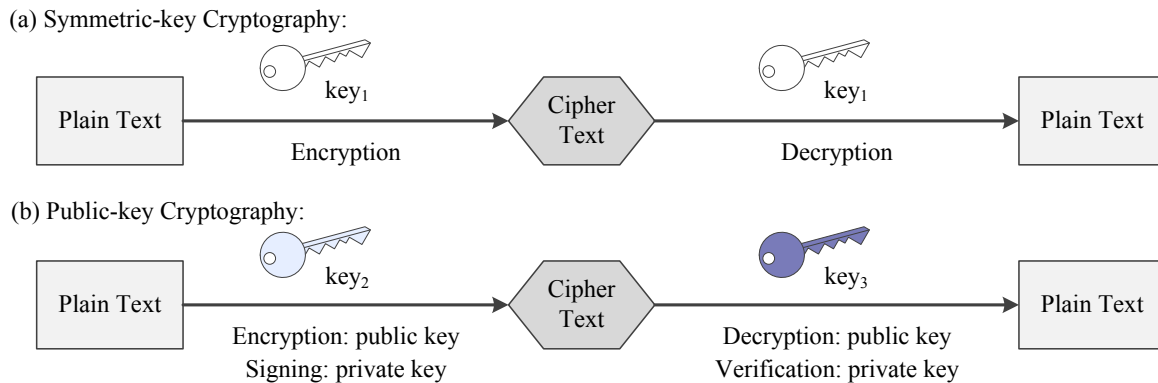 (a) Symmetric-key Cryptography:
key₁
key₁
Plain Text
Cipher
Text
Plain Text
Encryption
Decryption
(b) Public-key Cryptography:
key₂
key₃
Plain Text
Cipher
Text
Plain Text
Encryption: public key
Signing: private key
Decryption: public key
Verification: private key